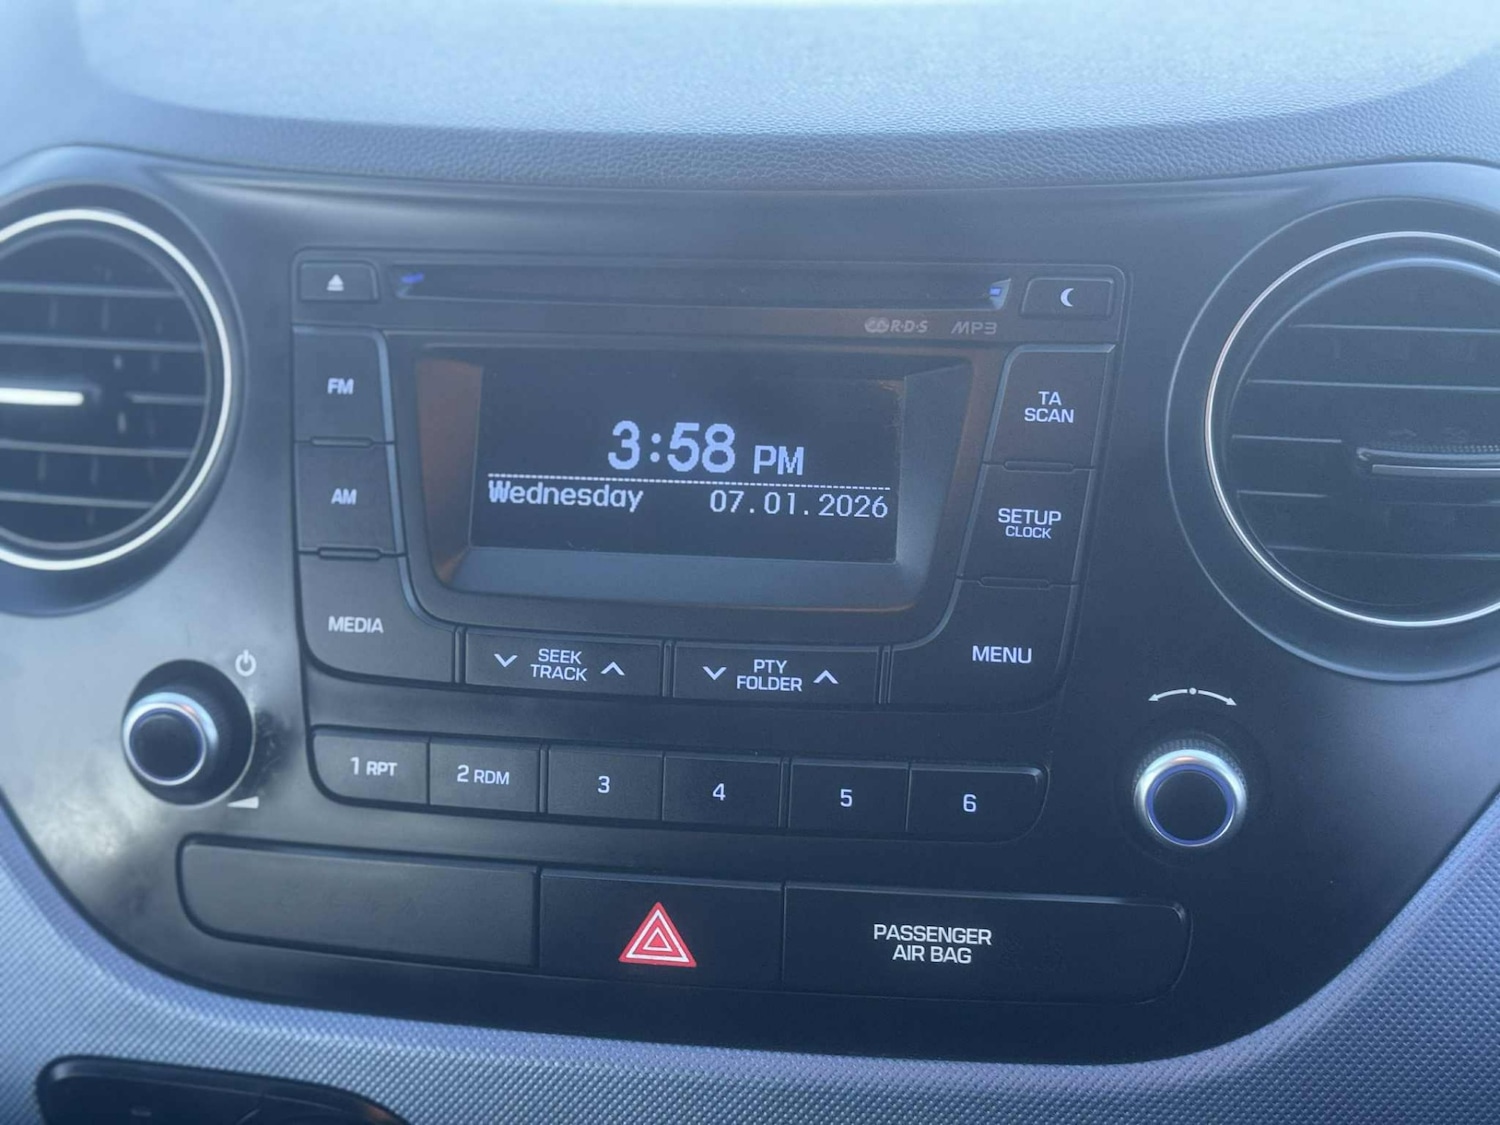 RDS MP3
FM
TA
SCAN
3:58 PM
Wednesday 07.01.2026
AM
SETUP
CLOCK
MEDIA
SEEK
TRACK
PTY
FOLDER
MENU
1 RPT
2 RDM
3
4
5
6
PASSENGER
AIR BAG